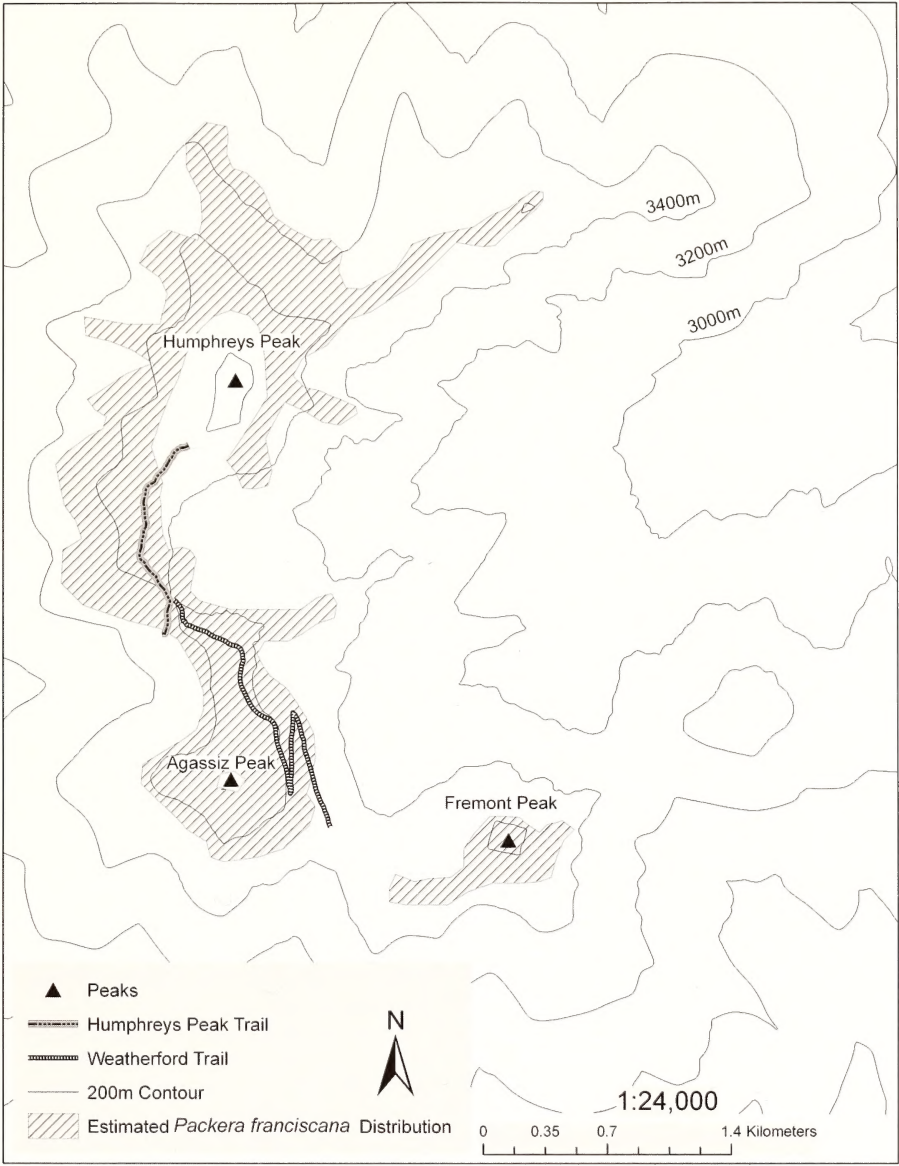 3400m
3200m
3000m
Humphreys Peak
Agassiz Peak
Fremont Peak
Peaks
Humphreys Peak Trail
Weatherford Trail
200m Contour
Estimated Packera franciscana Distribution
N
1:24,000
0 0.35 0.7 1.4 Kilometers